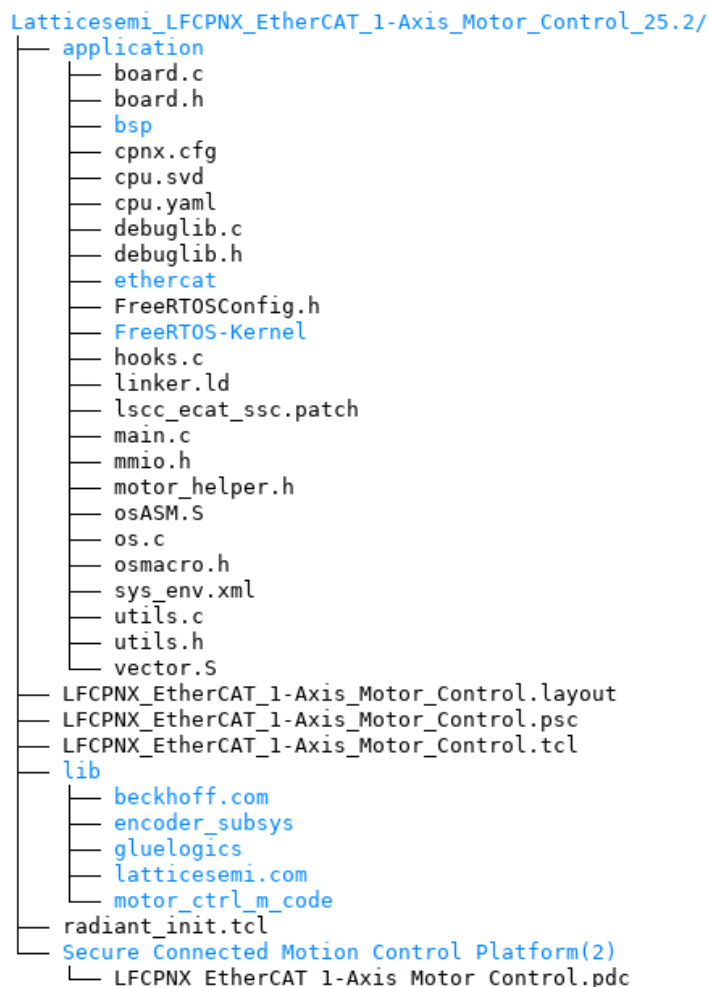 Latticesemi_LFCPNX_EtherCAT_1-Axis_Motor_Control_25.2/
application
board.c
board.h
bsp
cpnx.cfg
cpu.svd
cpu.yaml
debuglib.c
debuglib.h
ethercat
FreeRTOSConfig.h
FreeRTOS-Kernel
hooks.c
linker.ld
lscc_ecat_ssc.patch
main.c
mmio.h
motor_helper.h
osASM.S
os.c
osmacro.h
sys_env.xml
utils.c
utils.h
vector.S
LFCPNX_EtherCAT_1-Axis_Motor_Control.layout
LFCPNX_EtherCAT_1-Axis_Motor_Control.psc
LFCPNX_EtherCAT_1-Axis_Motor_Control.tcl
lib
beckhoff.com
encoder_subsys
gluelogics
latticesemi.com
motor_ctrl_m_code
radiant_init.tcl
Secure Connected Motion Control Platform(2)
LFCPNX_EtherCAT_1-Axis_Motor_Control.pdc